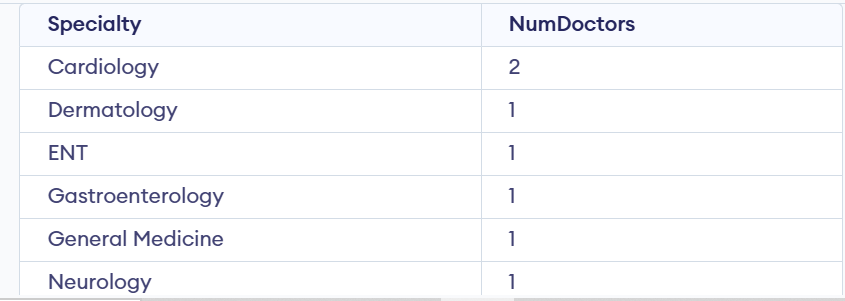 Specialty NumDoctors
Cardiology 2
Dermatology 1
ENT 1
Gastroenterology 1
General Medicine 1
Neurology 1